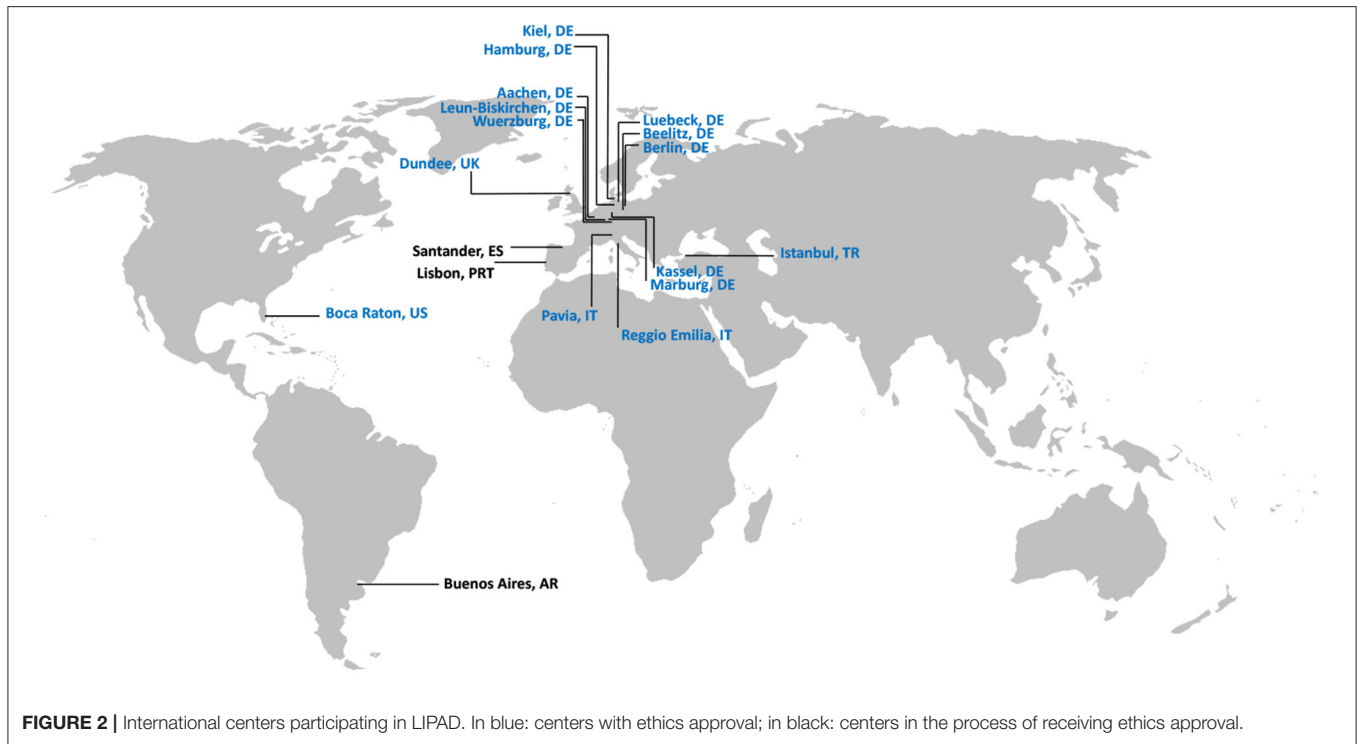 Kiel, DE
Hamburg, DE
Aachen, DE
Leun-Biskirchen, DE
Wuerzburg, DE
Luebeck, DE
Beelitz, DE
Berlin, DE
Dundee, UK
Santander, ES
Lisbon, PRT
Istanbul, TR
Kassel, DE
Marburg, DE
Boca Raton, US
Pavia, IT
Reggio Emilia, IT
Buenos Aires, AR
FIGURE 2 | International centers participating in LIPAD. In blue: centers with ethics approval; in black: centers in the process of receiving ethics approval.